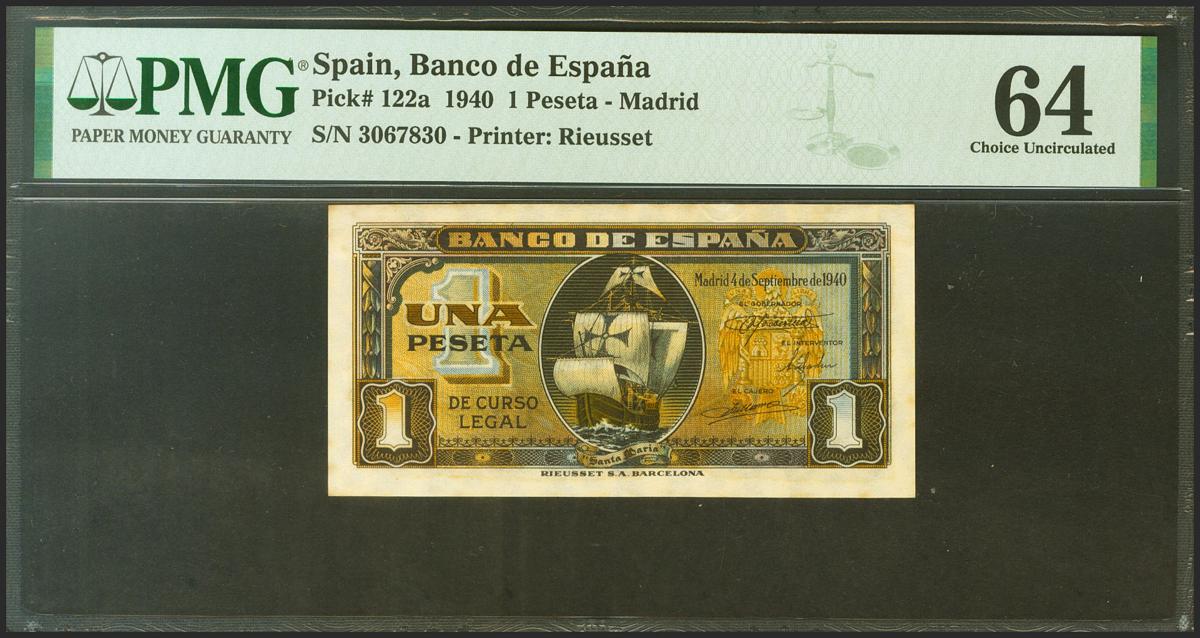 PMG®
PAPER MONEY GUARANTY
Spain, Banco de España
Pick# 122a 1940 1 Peseta - Madrid
S/N 3067830 - Printer: Rieusset
64
Choice Uncirculated
BANCO DE ESPAÑA
1
UNA
PESETA
DE CURSO
LEGAL
Madrid 4 de Septiembre de 1940
EL GOBERNADOR
EL INTERVENTOR
EL CAJERO
1
1
"Santa Maria"
RIEUSSET S.A. BARCELONA